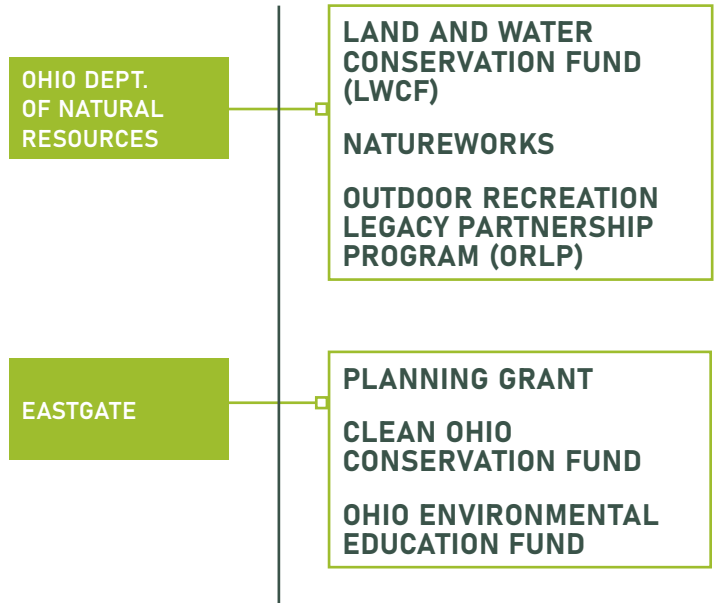 OHIO DEPT.
OF NATURAL
RESOURCES
LAND AND WATER
CONSERVATION FUND
(LWCF)
NATUREWORKS
OUTDOOR RECREATION
LEGACY PARTNERSHIP
PROGRAM (ORLP)
EASTGATE
PLANNING GRANT
CLEAN OHIO
CONSERVATION FUND
OHIO ENVIRONMENTAL
EDUCATION FUND